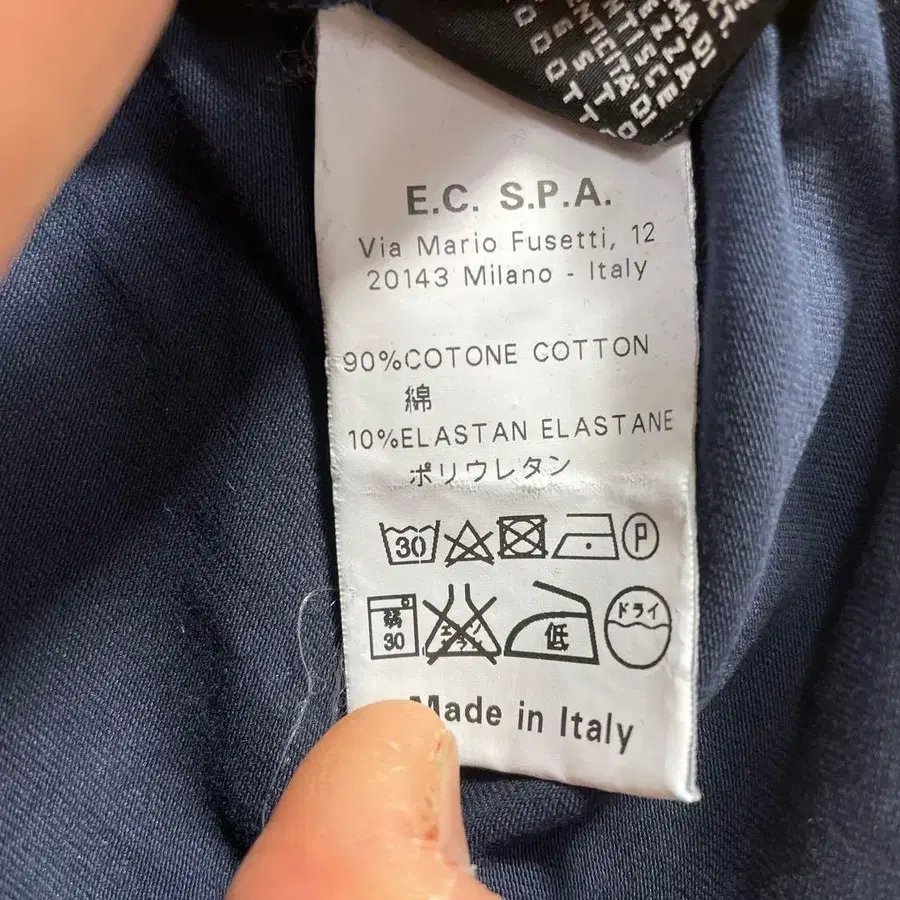 E.C. S.P.A.
Via Mario Fusetti, 12
20143 Milano - Italy
90%COTONE COTTON
綿
10%ELASTAN ELASTANE
ポリウレタン
30
P
弱
30
低
ドライ
Made in Italy